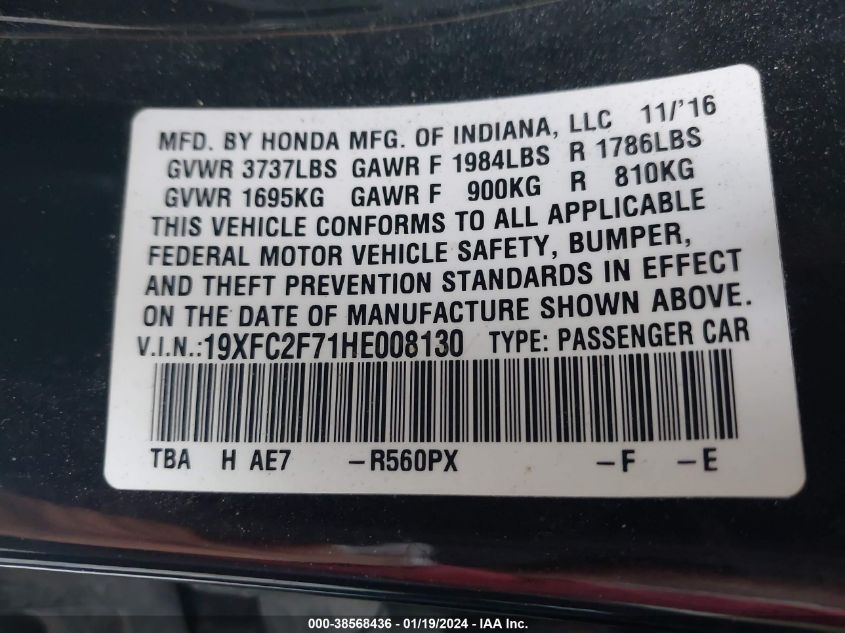 MFD. BY HONDA MFG. OF INDIANA, LLC 11/'16
GVWR 3737LBS GAWR F 1984LBS R 1786LBS
GVWR 1695KG GAWR F 900KG R 810KG
THIS VEHICLE CONFORMS TO ALL APPLICABLE
FEDERAL MOTOR VEHICLE SAFETY, BUMPER,
AND THEFT PREVENTION STANDARDS IN EFFECT
ON THE DATE OF MANUFACTURE SHOWN ABOVE.
V.I.N.:19XFC2F71HE008130 TYPE: PASSENGER CAR
TBA H AE7 –R560PX –F –E
000-38568436 - 01/19/2024 - IAA Inc.